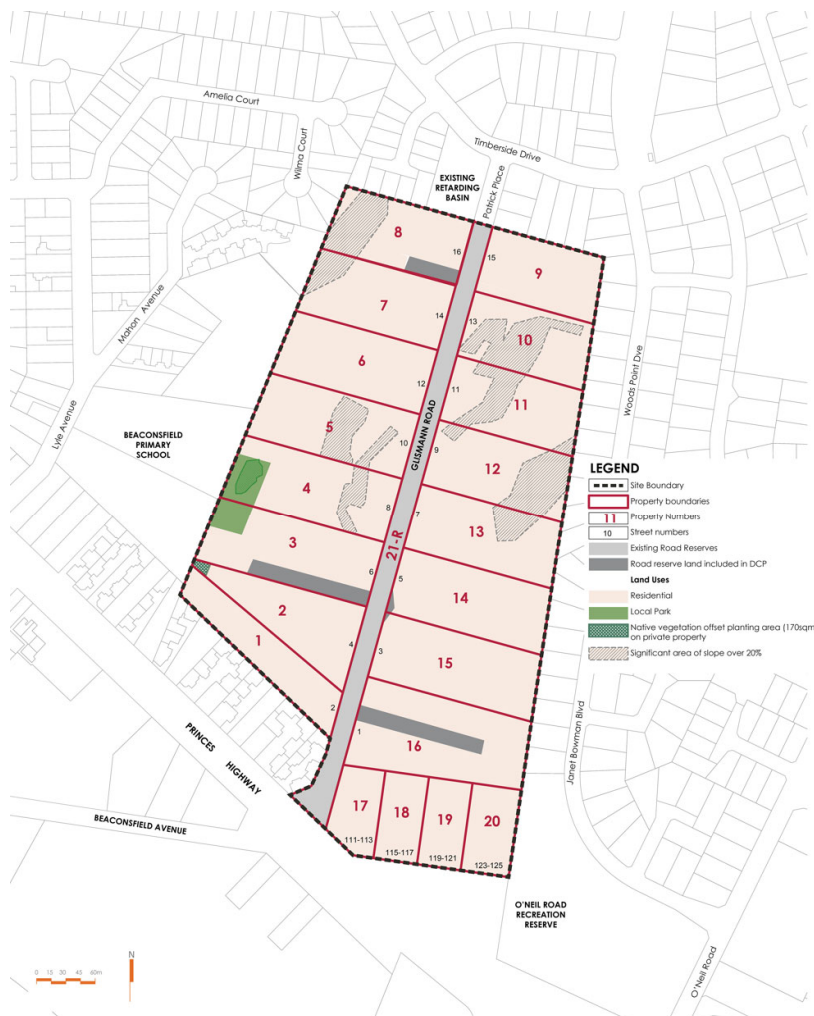 Amelia Court
Wilma Court
Timberside Drive
EXISTING
RETARDING
BASIN
Patrick Place
8
16
15
9
Mahon Avenue
7
14
13
10
Woods Point Dve
6
12
11
11
GLISMANN ROAD
Lyle Avenue
BEACONSFIELD
PRIMARY
SCHOOL
5
10
9
12
4
8
7
13
3
21-R
6
5
14
2
1
4
3
15
2
1
16
PRINCES
HIGHWAY
Janet Bowman Blvd
BEACONSFIELD AVENUE
17
18
19
20
111-113
115-117
119-121
123-125
O'NEIL ROAD
RECREATION
RESERVE
O'Neil Road
LEGEND
Site Boundary
Property boundaries
11
Property Numbers
10
Street numbers
Existing Road Reserves
Road reserve land included in DCP
Land Uses
Residential
Local Park
Native vegetation offset planting area (170sqm
on private property
Significant area of slope over 20%
0 15 30 45 60m
N